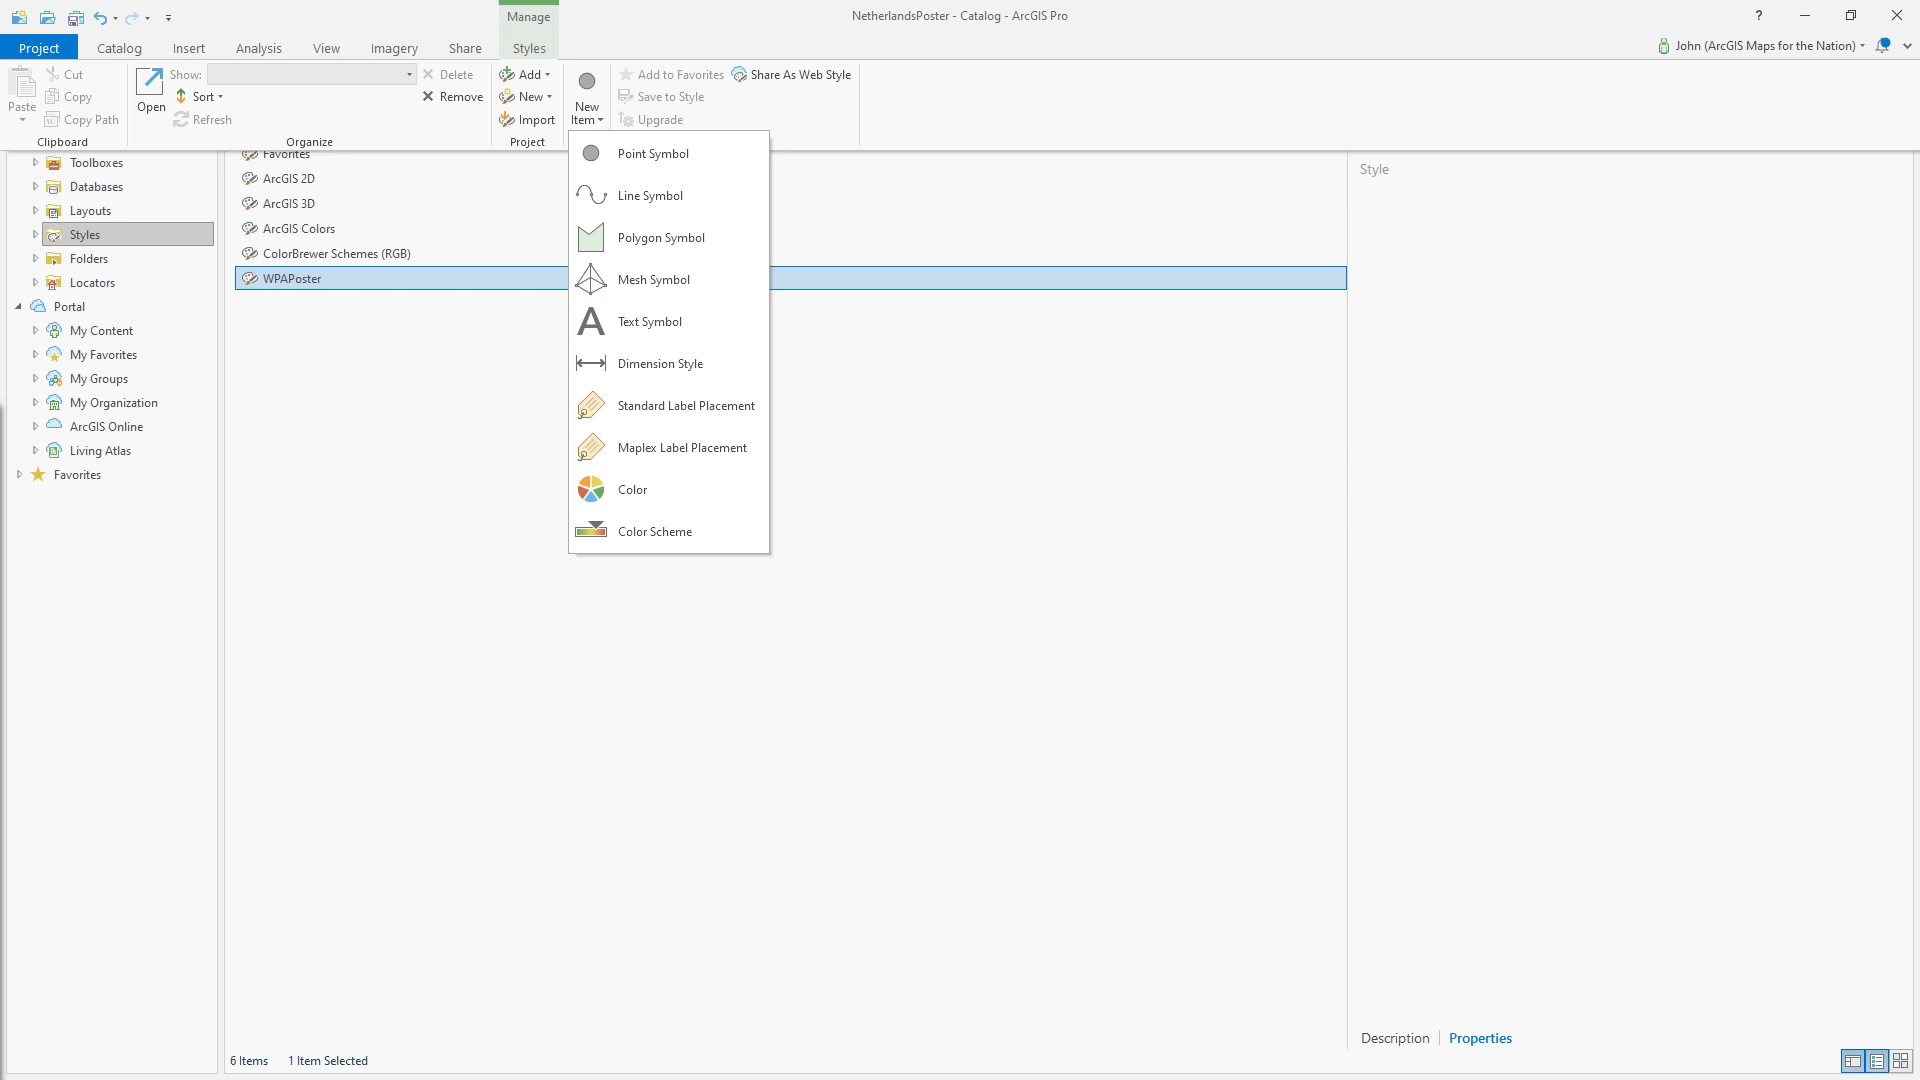 Manage
NetherlandsPoster - Catalog - ArcGIS Pro
?
Project
Catalog
Insert
Analysis
View
Imagery
Share
Styles
John (ArcGIS Maps for the Nation)
Paste
Cut
Copy
Copy Path
Clipboard
Open
Show:
Sort
Refresh
Delete
Remove
Organize
Add
New
Import
Project
New
Item
Add to Favorites
Save to Style
Upgrade
Share As Web Style
Toolboxes
Databases
Layouts
Styles
Folders
Locators
Portal
My Content
My Favorites
My Groups
My Organization
ArcGIS Online
Living Atlas
Favorites
Favorites
ArcGIS 2D
ArcGIS 3D
ArcGIS Colors
ColorBrewer Schemes (RGB)
WPAPoster
Point Symbol
Line Symbol
Polygon Symbol
Mesh Symbol
A Text Symbol
Dimension Style
Standard Label Placement
Maplex Label Placement
Color
Color Scheme
Style
Description
Properties
6 Items
1 Item Selected